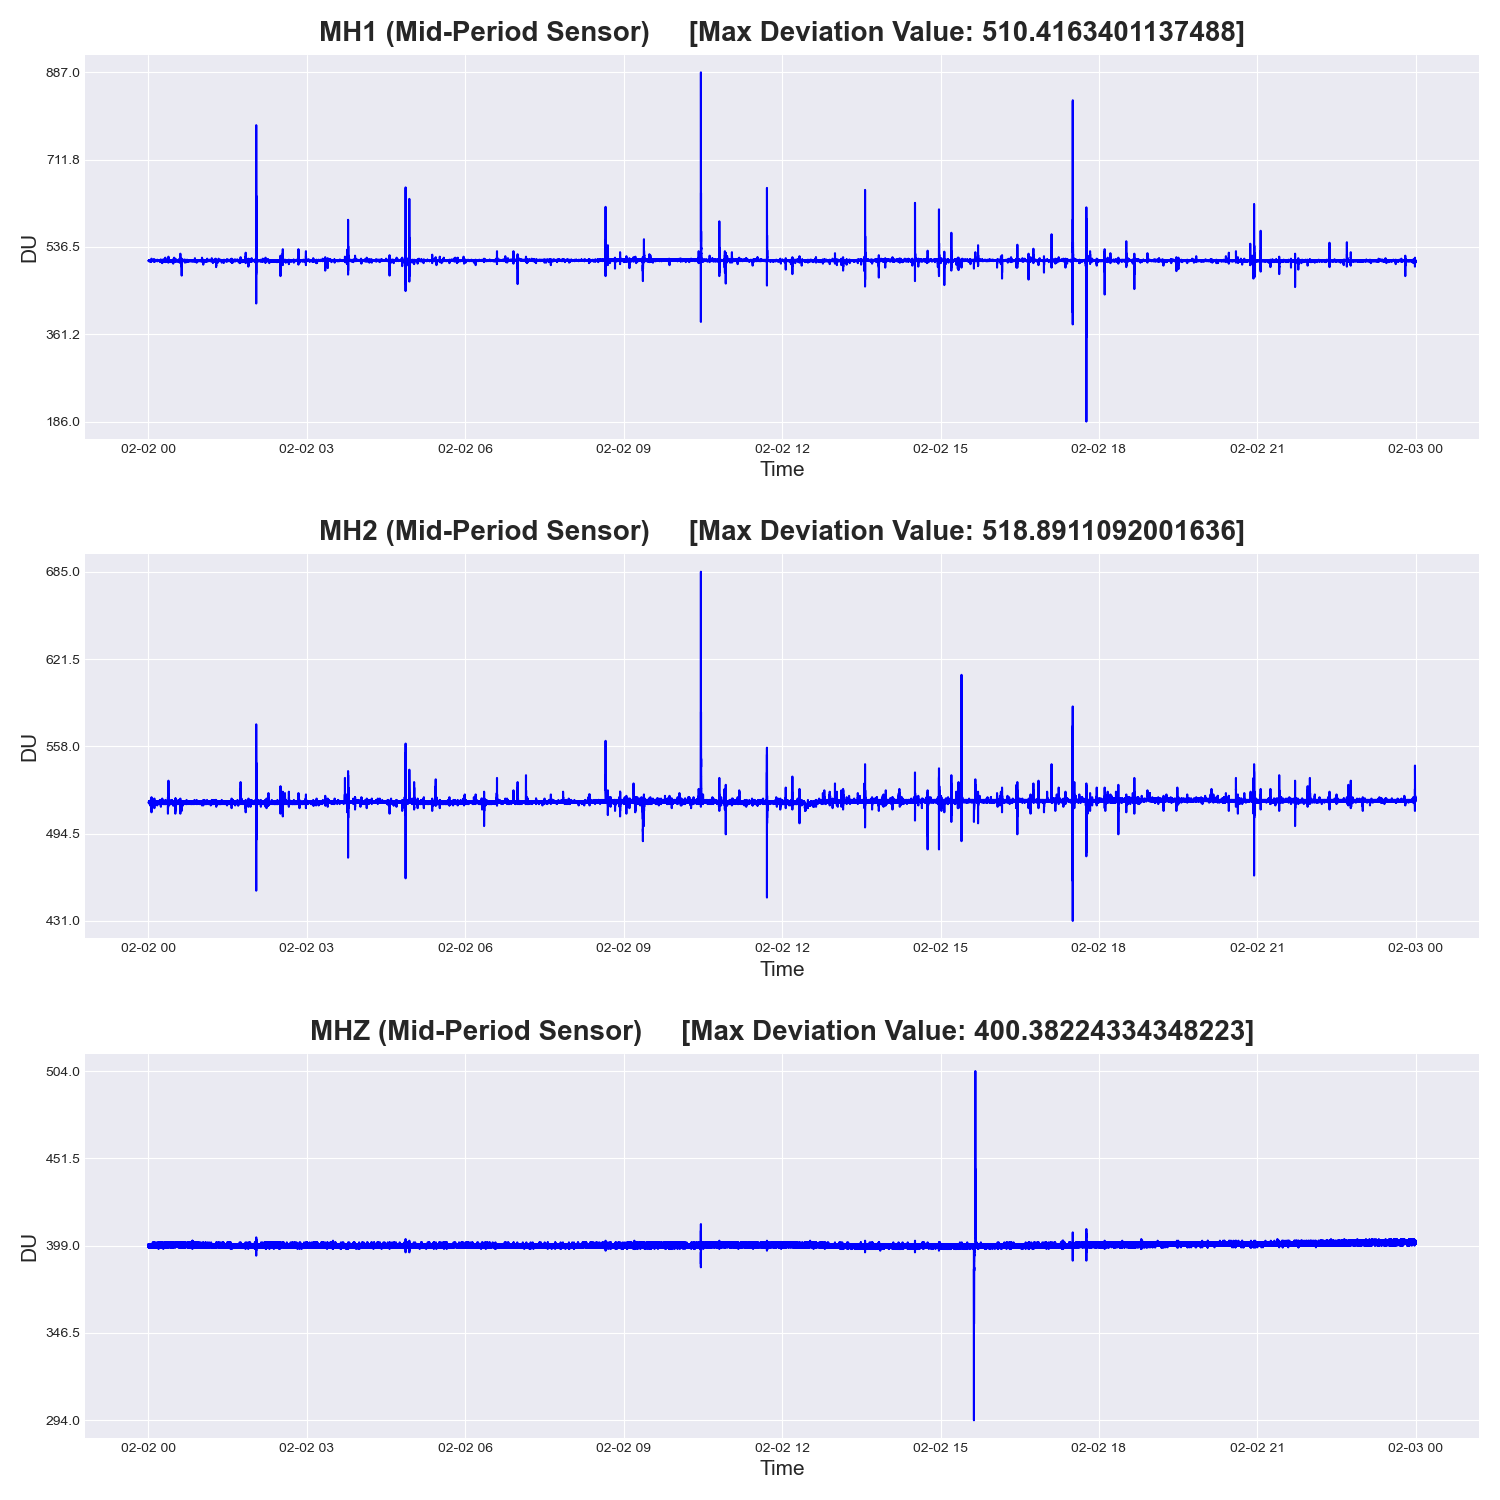 MH1 (Mid-Period Sensor) [Max Deviation Value: 510.4163401137488]
887.0
711.8
536.5
361.2
186.0
DU
02-02 00 02-02 03 02-02 06 02-02 09 02-02 12 02-02 15 02-02 18 02-02 21 02-03 00
Time
MH2 (Mid-Period Sensor) [Max Deviation Value: 518.8911092001636]
685.0
621.5
558.0
494.5
431.0
DU
02-02 00 02-02 03 02-02 06 02-02 09 02-02 12 02-02 15 02-02 18 02-02 21 02-03 00
Time
MHZ (Mid-Period Sensor) [Max Deviation Value: 400.38224334348223]
504.0
451.5
399.0
346.5
294.0
DU
02-02 00 02-02 03 02-02 06 02-02 09 02-02 12 02-02 15 02-02 18 02-02 21 02-03 00
Time